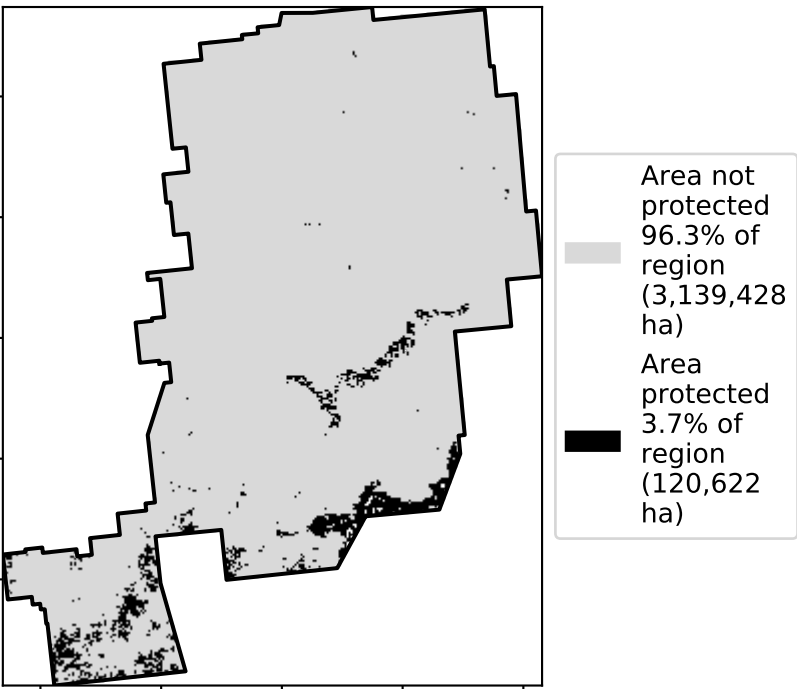 Area not
protected
96.3% of
region
(3,139,428
ha)
Area
protected
3.7% of
region
(120,622
ha)